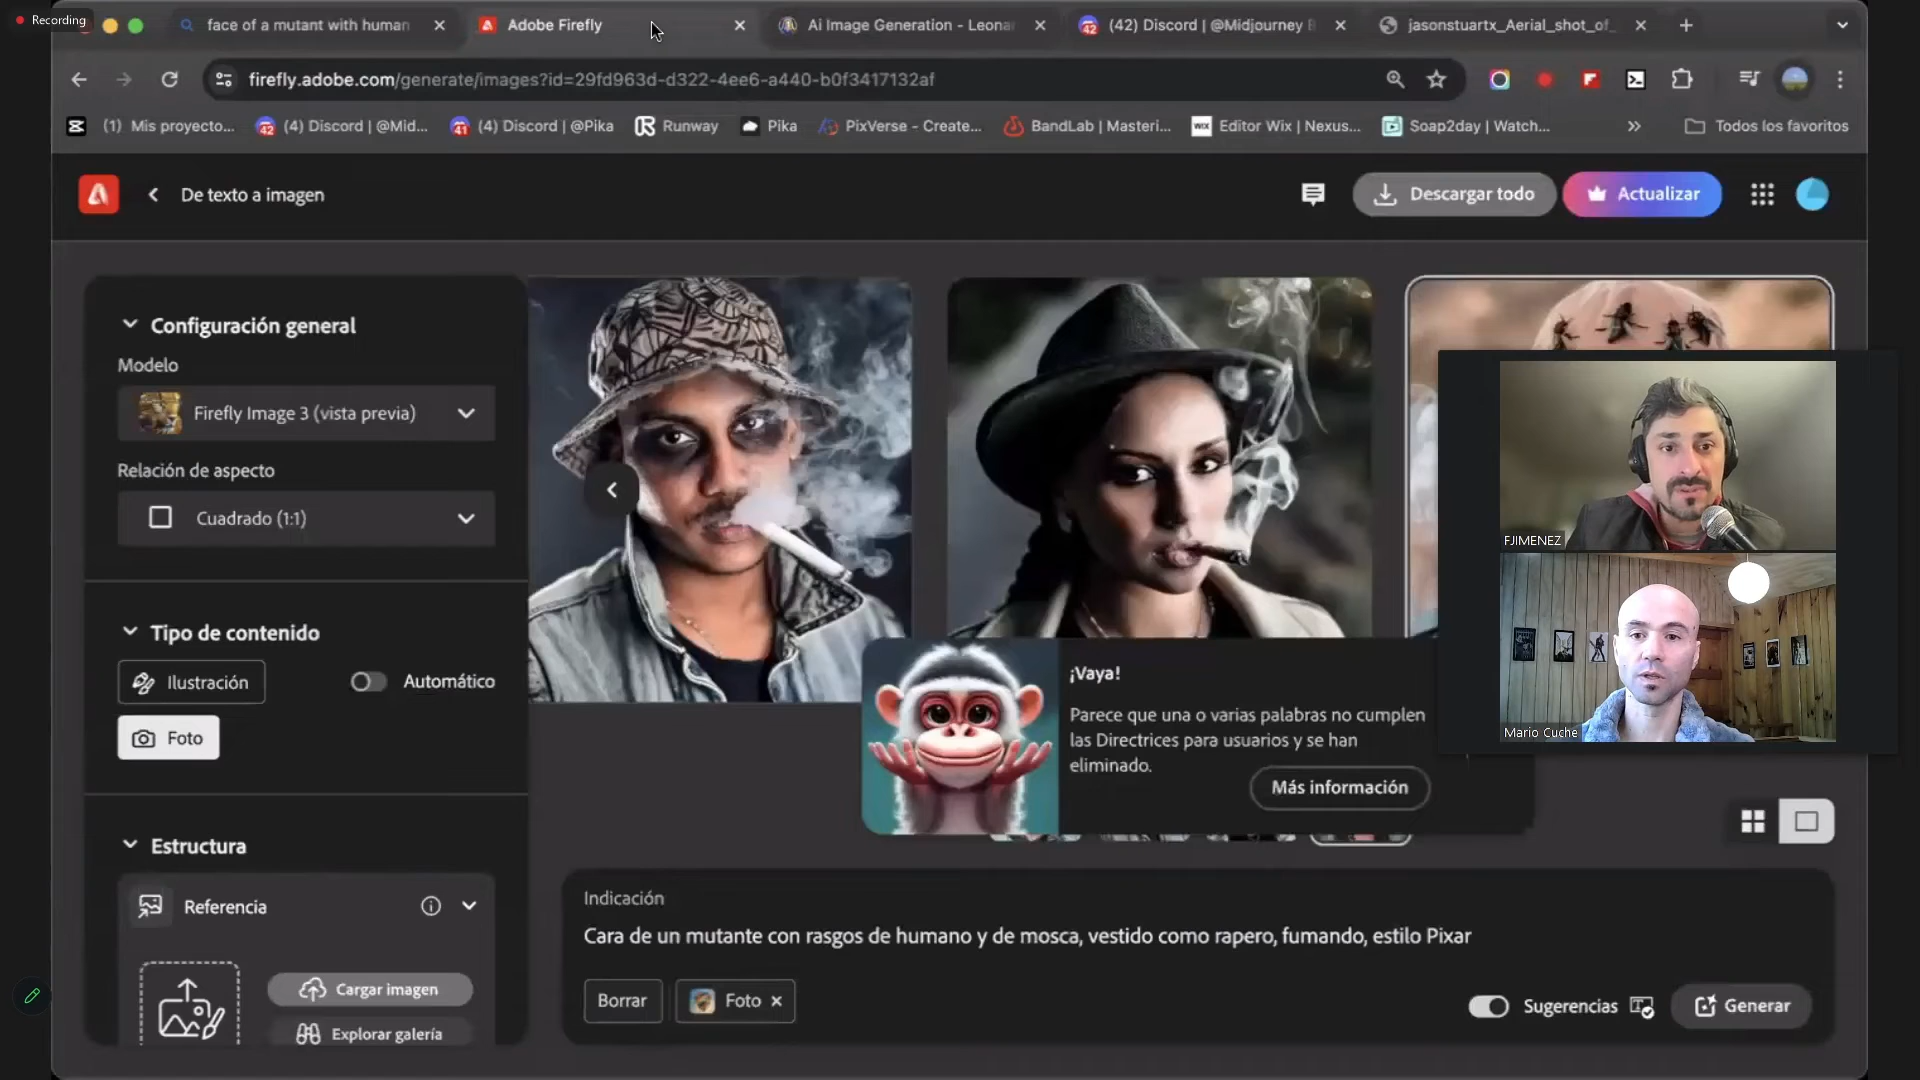 Recording
face of a mutant with human
Adobe Firefly
Ai Image Generation - Leona
(42) Discord | @Midjourney B
jasonstuartx_Aerial_shot_of_
firefly.adobe.com/generate/images?id=29fd963d-d322-4ee6-a440-b0f3417132af
(1) Mis proyecto...
42
(4) Discord | @Mid...
41
(4) Discord | @Pika
Runway
Pika
PixVerse - Create...
BandLab | Masteri...
WIX
Editor Wix | Nexus...
Soap2day | Watch...
Todos los favoritos
De texto a imagen
Descargar todo
Actualizar
Configuración general
Modelo
Firefly Image 3 (vista previa)
Relación de aspecto
Cuadrado (1:1)
Tipo de contenido
Ilustración
Automático
Foto
Estructura
Referencia
Cargar imagen
Explorar galería
¡Vaya!
Parece que una o varias palabras no cumplen
las Directrices para usuarios y se han
eliminado.
Más información
FJIMENEZ
Mario Cuche
Indicación
Cara de un mutante con rasgos de humano y de mosca, vestido como rapero, fumando, estilo Pixar
Borrar
Foto
Sugerencias
Generar